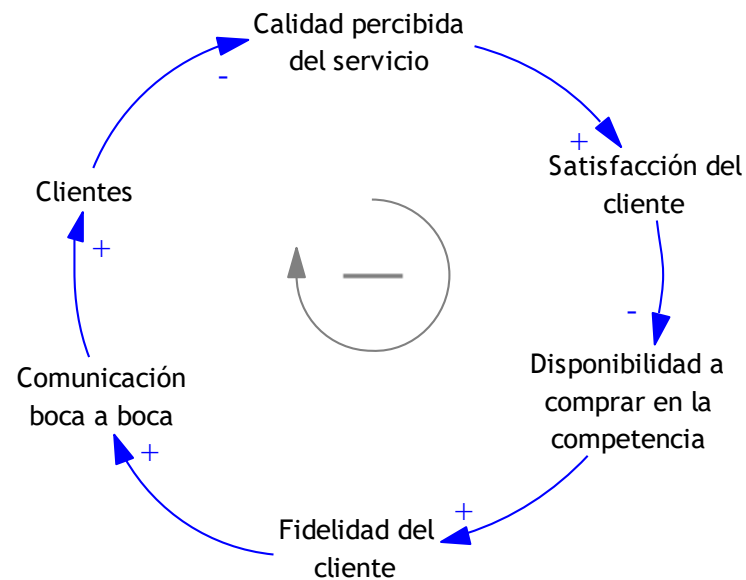 Calidad percibida
del servicio
-
+
Satisfacción del
cliente
-
Disponibilidad a
comprar en la
competencia
+
Fidelidad del
cliente
+
Comunicación
boca a boca
+
Clientes
—